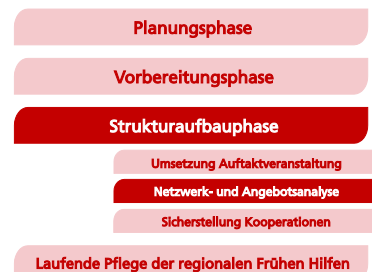 Planungsphase
Vorbereitungsphase
Strukturaufbauphase
Umsetzung Auftaktveranstaltung
Netzwerk- und Angebotsanalyse
Sicherstellung Kooperationen
Laufende Pflege der regionalen Frühen Hilfen